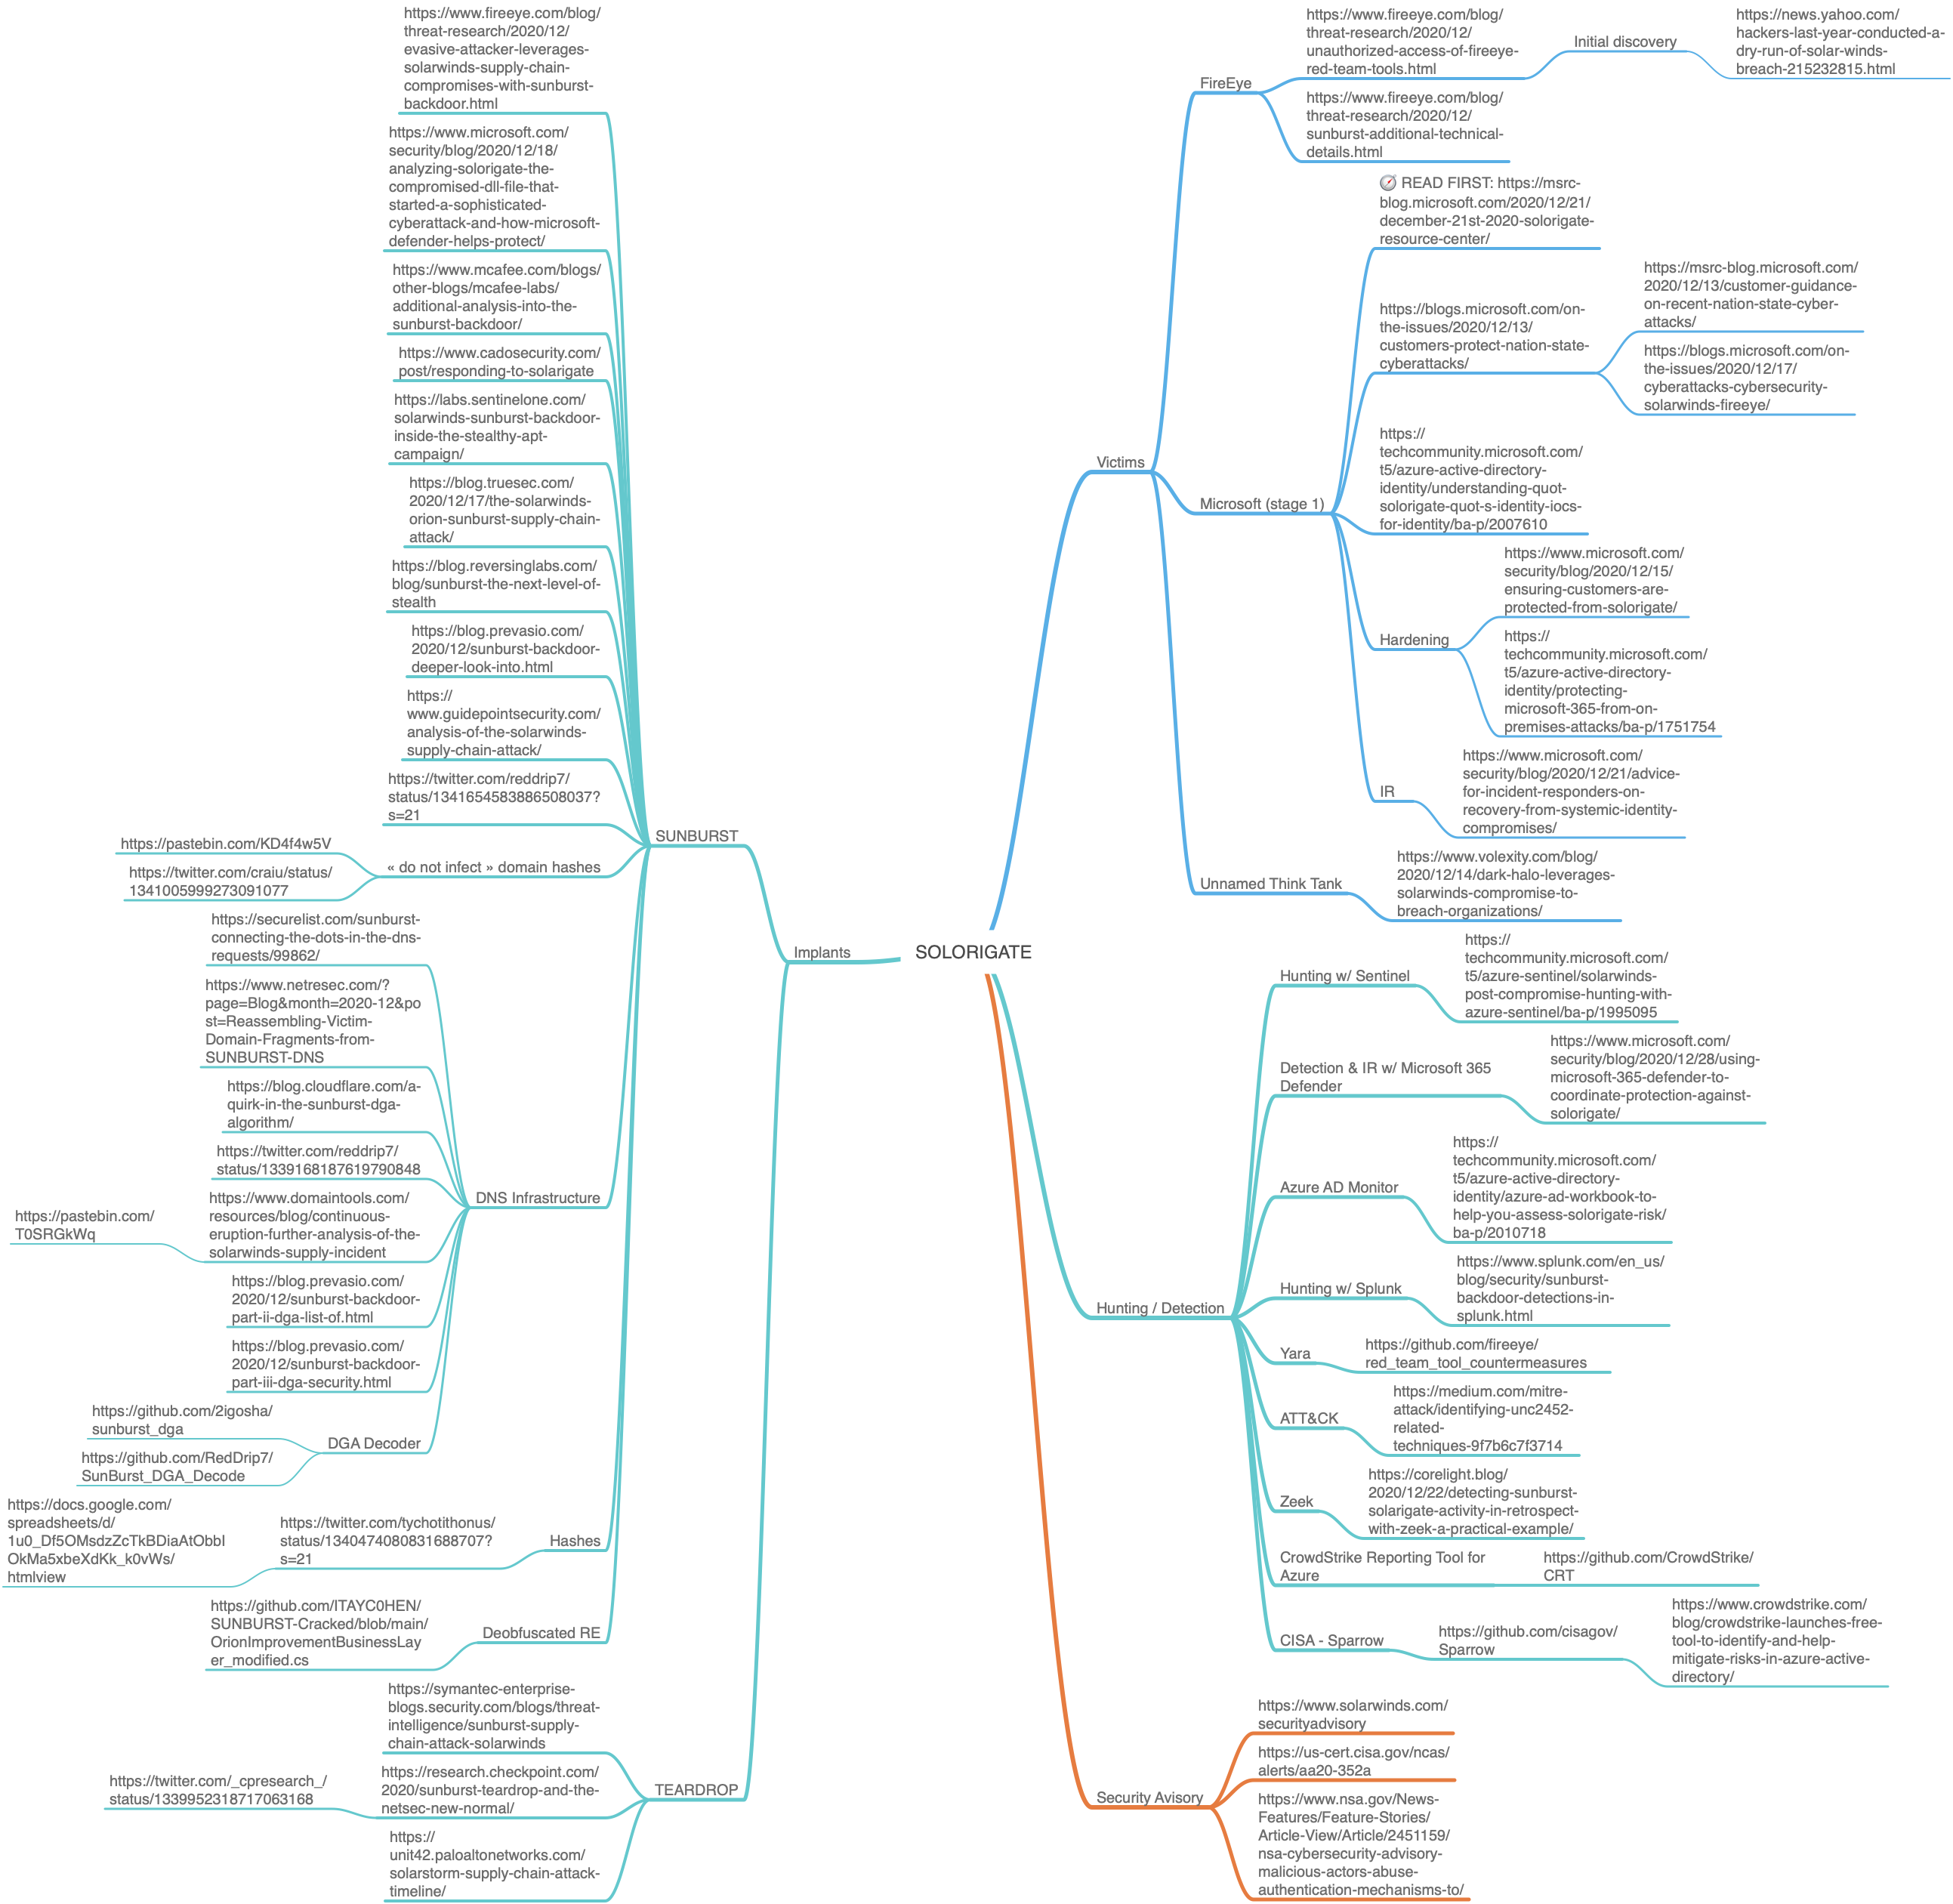 SOLORIGATE
Victims
FireEye
https://www.fireeye.com/blog/
threat-research/2020/12/
unauthorized-access-of-fireeye-
red-team-tools.html
Initial discovery
https://news.yahoo.com/
hackers-last-year-conducted-a-
dry-run-of-solar-winds-
breach-215232815.html
https://www.fireeye.com/blog/
threat-research/2020/12/
sunburst-additional-technical-
details.html
Microsoft (stage 1)
READ FIRST: https://msrc-
blog.microsoft.com/2020/12/21/
december-21st-2020-solorigate-
resource-center/
https://blogs.microsoft.com/on-
the-issues/2020/12/13/
customers-protect-nation-state-
cyberattacks/
https://msrc-blog.microsoft.com/
2020/12/13/customer-guidance-
on-recent-nation-state-cyber-
attacks/
https://blogs.microsoft.com/on-
the-issues/2020/12/17/
cyberattacks-cybersecurity-
solarwinds-fireeye/
https://
techcommunity.microsoft.com/
t5/azure-active-directory-
identity/understanding-quot-
solorigate-quot-s-identity-iocs-
for-identity/ba-p/2007610
Hardening
https://www.microsoft.com/
security/blog/2020/12/15/
ensuring-customers-are-
protected-from-solorigate/
https://
techcommunity.microsoft.com/
t5/azure-active-directory-
identity/protecting-
microsoft-365-from-on-
premises-attacks/ba-p/1751754
IR
https://www.microsoft.com/
security/blog/2020/12/21/advice-
for-incident-responders-on-
recovery-from-systemic-identity-
compromises/
Unnamed Think Tank
https://www.volexity.com/blog/
2020/12/14/dark-halo-leverages-
solarwinds-compromise-to-
breach-organizations/
Hunting / Detection
Hunting w/ Sentinel
https://
techcommunity.microsoft.com/
t5/azure-sentinel/solarwinds-
post-compromise-hunting-with-
azure-sentinel/ba-p/1995095
Detection & IR w/ Microsoft 365
Defender
https://www.microsoft.com/
security/blog/2020/12/28/using-
microsoft-365-defender-to-
coordinate-protection-against-
solorigate/
Azure AD Monitor
https://
techcommunity.microsoft.com/
t5/azure-active-directory-
identity/azure-ad-workbook-to-
help-you-assess-solorigate-risk/
ba-p/2010718
Hunting w/ Splunk
https://www.splunk.com/en_us/
blog/security/sunburst-
backdoor-detections-in-
splunk.html
Yara
https://github.com/fireeye/
red_team_tool_countermeasures
ATT&CK
https://medium.com/mitre-
attack/identifying-unc2452-
related-
techniques-9f7b6c7f3714
Zeek
https://corelight.blog/
2020/12/22/detecting-sunburst-
solarigate-activity-in-retrospect-
with-zeek-a-practical-example/
CrowdStrike Reporting Tool for
Azure
https://github.com/CrowdStrike/
CRT
CISA - Sparrow
https://github.com/cisagov/
Sparrow
https://www.crowdstrike.com/
blog/crowdstrike-launches-free-
tool-to-identify-and-help-
mitigate-risks-in-azure-active-
directory/
Security Avisory
https://www.solarwinds.com/
securityadvisory
https://us-cert.cisa.gov/ncas/
alerts/aa20-352a
https://www.nsa.gov/News-
Features/Feature-Stories/
Article-View/Article/2451159/
nsa-cybersecurity-advisory-
malicious-actors-abuse-
authentication-mechanisms-to/
Implants
SUNBURST
https://www.fireeye.com/blog/
threat-research/2020/12/
evasive-attacker-leverages-
solarwinds-supply-chain-
compromises-with-sunburst-
backdoor.html
https://www.microsoft.com/
security/blog/2020/12/18/
analyzing-solorigate-the-
compromised-dll-file-that-
started-a-sophisticated-
cyberattack-and-how-microsoft-
defender-helps-protect/
https://www.mcafee.com/blogs/
other-blogs/mcafee-labs/
additional-analysis-into-the-
sunburst-backdoor/
https://www.cadosecurity.com/
post/responding-to-solarigate
https://labs.sentinelone.com/
solarwinds-sunburst-backdoor-
inside-the-stealthy-apt-
campaign/
https://blog.truesec.com/
2020/12/17/the-solarwinds-
orion-sunburst-supply-chain-
attack/
https://blog.reversinglabs.com/
blog/sunburst-the-next-level-of-
stealth
https://blog.prevasio.com/
2020/12/sunburst-backdoor-
deeper-look-into.html
https://
www.guidepointsecurity.com/
analysis-of-the-solarwinds-
supply-chain-attack/
https://twitter.com/reddrip7/
status/1341654583886508037?
s=21
« do not infect » domain hashes
https://pastebin.com/KD4f4w5V
https://twitter.com/craiu/status/
1341005999273091077
DNS Infrastructure
https://securelist.com/sunburst-
connecting-the-dots-in-the-dns-
requests/99862/
https://www.netresec.com/?
page=Blog&month=2020-12&po
st=Reassembling-Victim-
Domain-Fragments-from-
SUNBURST-DNS
https://blog.cloudflare.com/a-
quirk-in-the-sunburst-dga-
algorithm/
https://twitter.com/reddrip7/
status/1339168187619790848
https://www.domaintools.com/
resources/blog/continuous-
eruption-further-analysis-of-the-
solarwinds-supply-incident
https://pastebin.com/
T0SRGkWq
https://blog.prevasio.com/
2020/12/sunburst-backdoor-
part-ii-dga-list-of.html
https://blog.prevasio.com/
2020/12/sunburst-backdoor-
part-iii-dga-security.html
DGA Decoder
https://github.com/2igosha/
sunburst_dga
https://github.com/RedDrip7/
SunBurst_DGA_Decode
Hashes
https://twitter.com/tychotithonus/
status/1340474080831688707?
s=21
https://docs.google.com/
spreadsheets/d/
1u0_Df5OMsdzZcTkBDiaAtObbI
OkMa5xbeXdKk_k0vWs/
htmlview
Deobfuscated RE
https://github.com/ITAYC0HEN/
SUNBURST-Cracked/blob/main/
OrionImprovementBusinessLay
er_modified.cs
TEARDROP
https://symantec-enterprise-
blogs.security.com/blogs/threat-
intelligence/sunburst-supply-
chain-attack-solarwinds
https://research.checkpoint.com/
2020/sunburst-teardrop-and-the-
netsec-new-normal/
https://twitter.com/_cpresearch_/
status/1339952318717063168
https://
unit42.paloaltonetworks.com/
solarstorm-supply-chain-attack-
timeline/